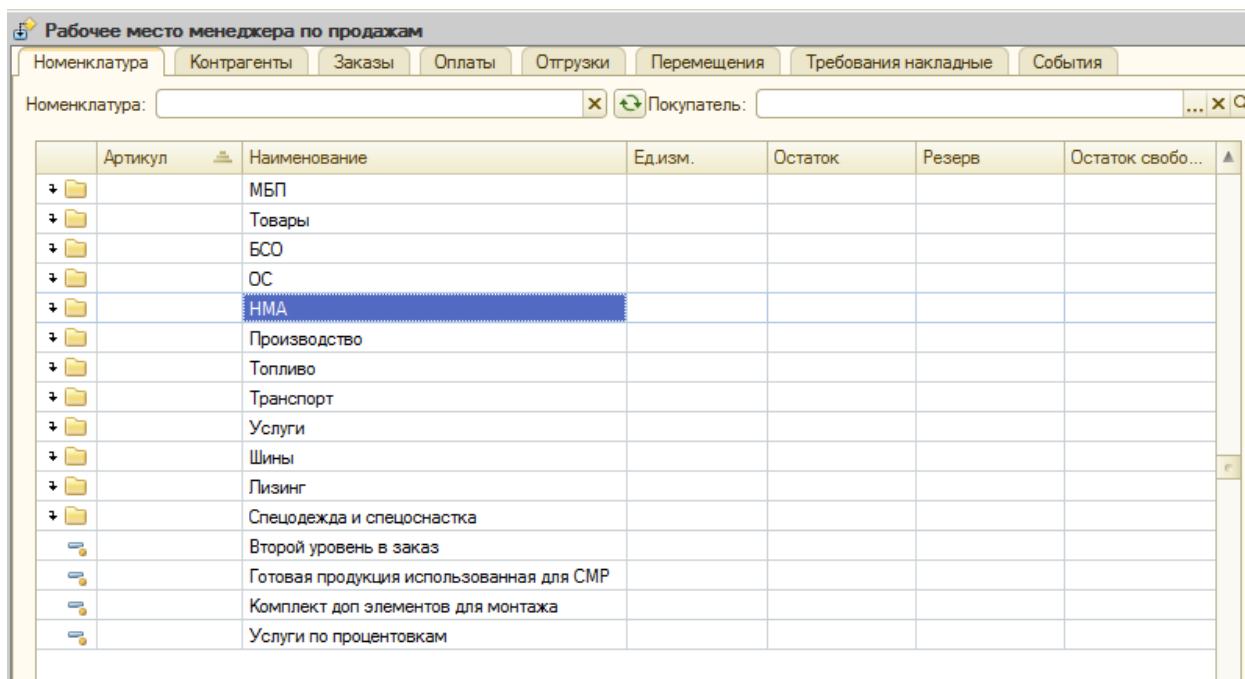 Рабочее место менеджера по продажам
Номенклатура Контрагенты Заказы Оплаты Отгрузки Перемещения Требования накладные События
Номенклатура: Покупатель: ...
Артикул Наименование Ед.изм. Остаток Резерв Остаток свобо...
МБП
Товары
БСО
ОС
НМА
Производство
Топливо
Транспорт
Услуги
Шины
Лизинг
Спецодежда и спецоснастка
Второй уровень в заказ
Готовая продукция использованная для СМР
Комплект доп элементов для монтажа
Услуги по процентовкам